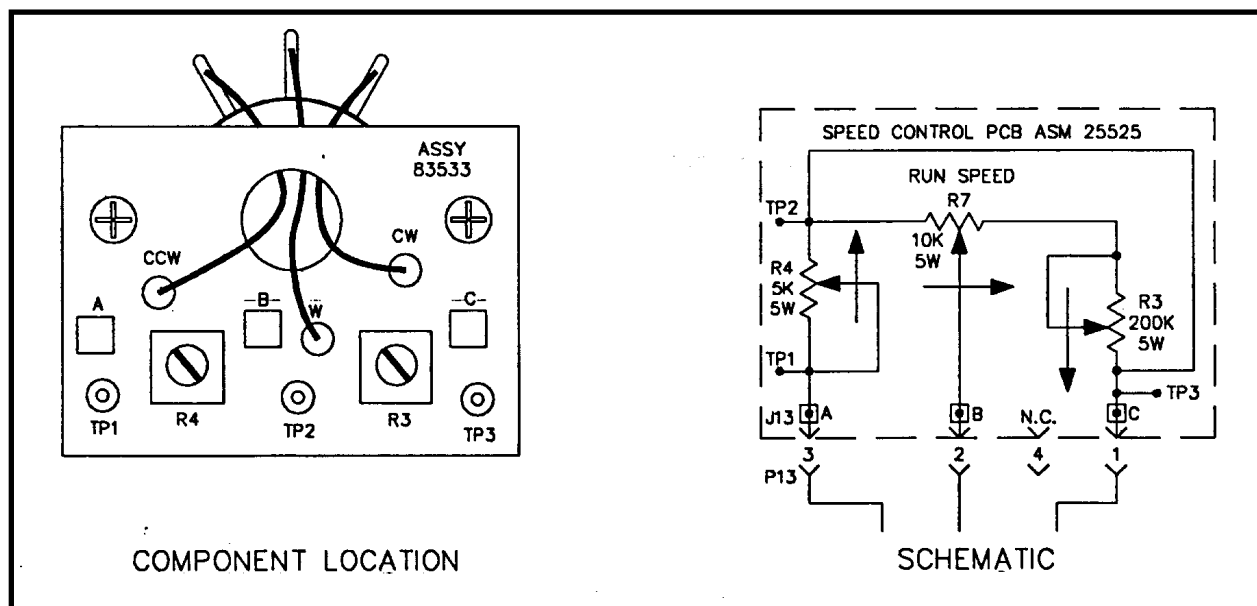 ASSY
83533
CCW
CW
A
-B-
W
-C-
R4
R3
TP1
TP2
TP3
COMPONENT LOCATION
SPEED CONTROL PCB ASM 25525
RUN SPEED
R7
TP2
10K
5W
R4
5K
5W
R3
200K
5W
TP1
TP3
J13
A
B
N.C.
C
3
2
4
1
P13
SCHEMATIC